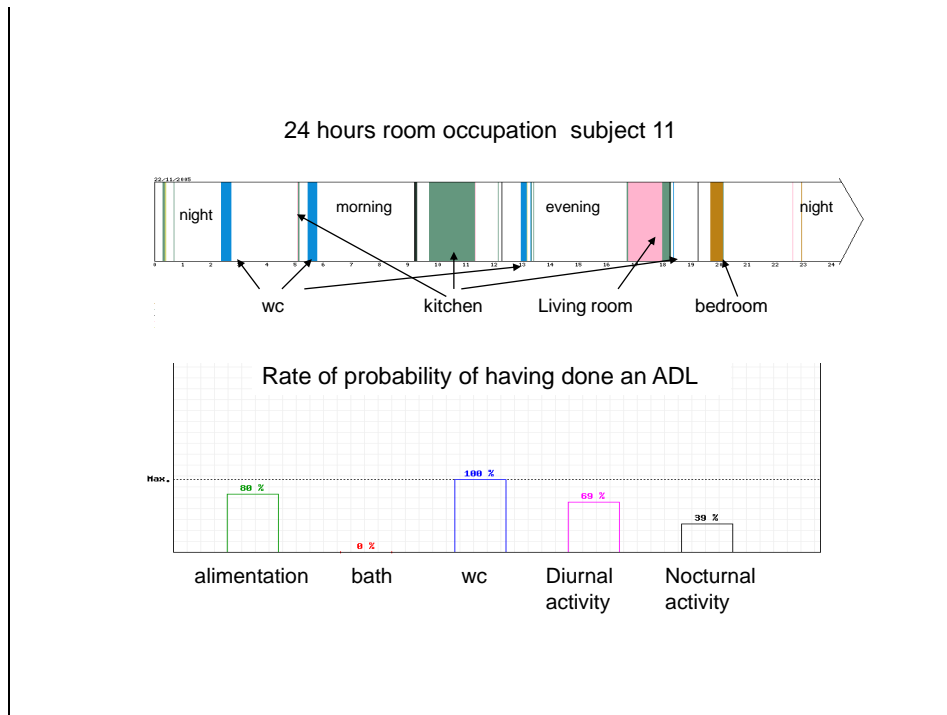 24 hours room occupation subject 11
22/11/2005
night
morning
evening
night
0 1 2 3 4 5 6 7 8 9 10 11 12 13 14 15 16 17 18 19 20 21 22 23 24
wc
kitchen
Living room
bedroom
Rate of probability of having done an ADL
Max.
80 %
0 %
100 %
69 %
39 %
alimentation
bath
wc
Diurnal
activity
Nocturnal
activity